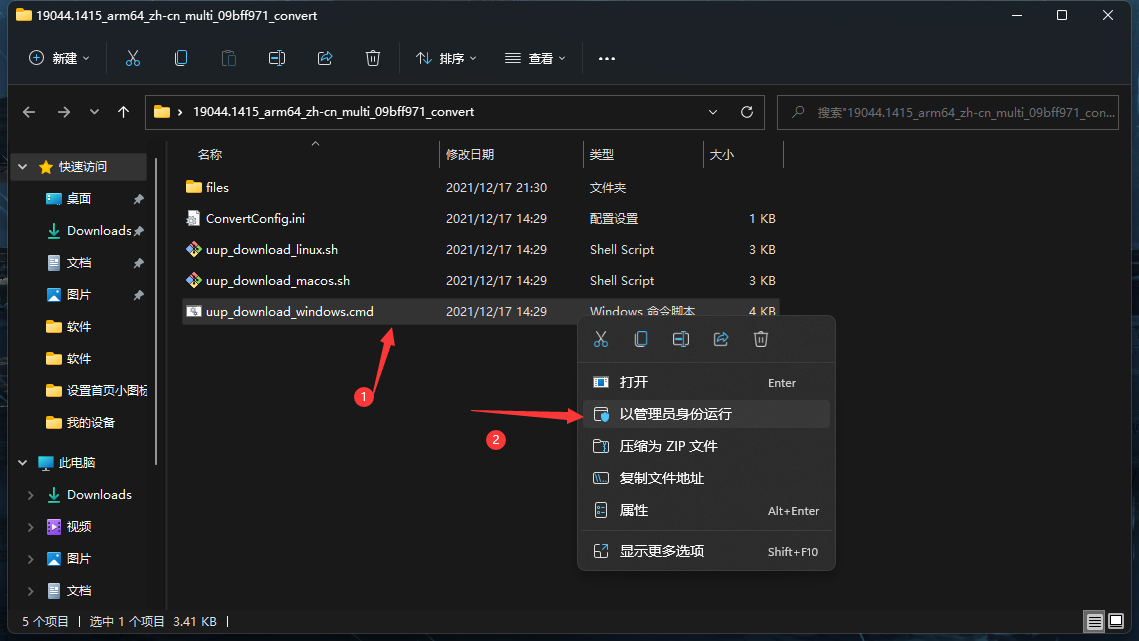 19044.1415_arm64_zh-cn_multi_09bff971_convert
新建 排序 查看
19044.1415_arm64_zh-cn_multi_09bff971_convert
搜索"19044.1415_arm64_zh-cn_multi_09bff971_con...
名称 修改日期 类型 大小
files 2021/12/17 21:30 文件夹
ConvertConfig.ini 2021/12/17 14:29 配置设置 1 KB
uup_download_linux.sh 2021/12/17 14:29 Shell Script 3 KB
uup_download_macos.sh 2021/12/17 14:29 Shell Script 3 KB
uup_download_windows.cmd 2021/12/17 14:29 Windows 命令脚本 4 KB
快速访问
桌面
Downloads
文档
图片
软件
软件
设置首页小图标
我的设备
此电脑
Downloads
视频
图片
文档
1
2
打开 Enter
以管理员身份运行
压缩为 ZIP 文件
复制文件地址
属性 Alt+Enter
显示更多选项 Shift+F10
5 个项目 选中 1 个项目 3.41 KB